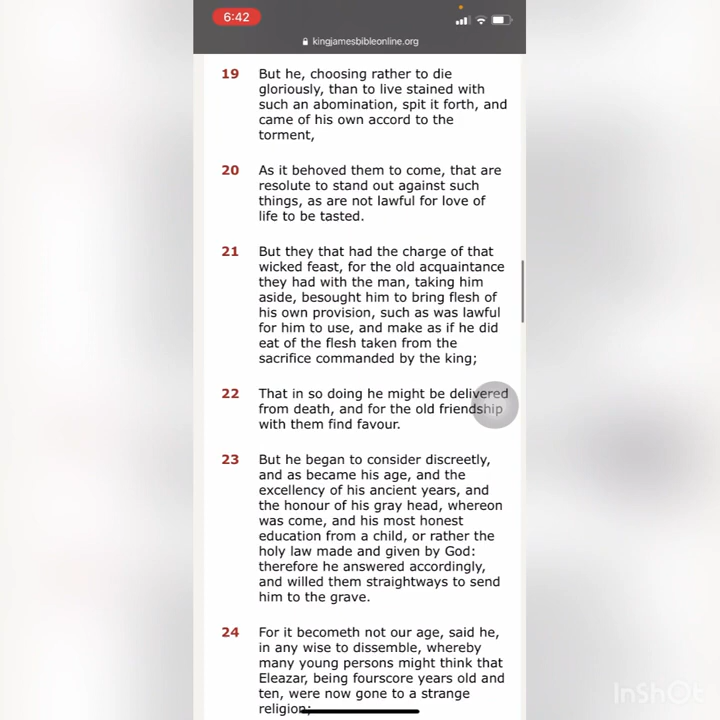 6:42
kingjamesbibleonline.org
19 But he, choosing rather to die
gloriously, than to live stained with
such an abomination, spit it forth, and
came of his own accord to the
torment,
20 As it behoved them to come, that are
resolute to stand out against such
things, as are not lawful for love of
life to be tasted.
21 But they that had the charge of that
wicked feast, for the old acquaintance
they had with the man, taking him
aside, besought him to bring flesh of
his own provision, such as was lawful
for him to use, and make as if he did
eat of the flesh taken from the
sacrifice commanded by the king;
22 That in so doing he might be delivered
from death, and for the old friendship
with them find favour.
23 But he began to consider discreetly,
and as became his age, and the
excellency of his ancient years, and
the honour of his gray head, whereon
was come, and his most honest
education from a child, or rather the
holy law made and given by God:
therefore he answered accordingly,
and willed them straightways to send
him to the grave.
24 For it becometh not our age, said he,
in any wise to dissemble, whereby
many young persons might think that
Eleazar, being fourscore years old and
ten, were now gone to a strange
religion;
InShOt